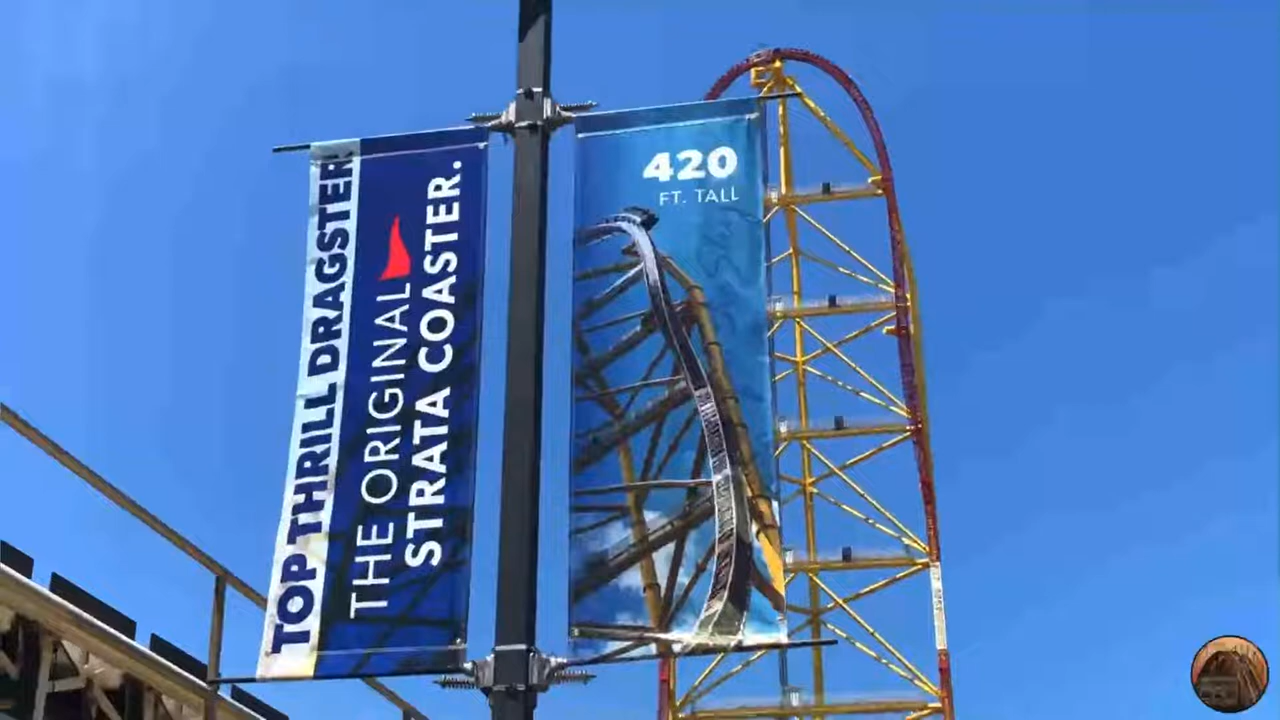 TOP THRILL DRAGSTER
THE ORIGINAL
STRATA COASTER.
420
FT. TALL